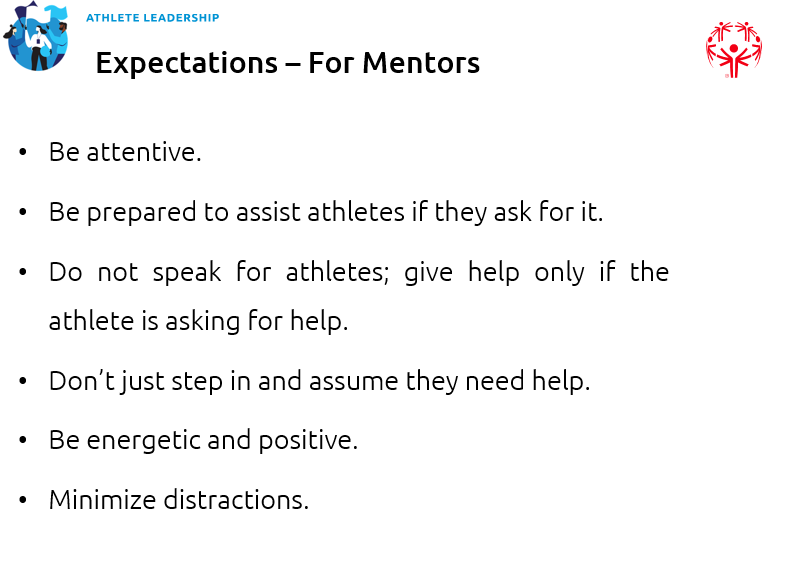 ATHLETE LEADERSHIP
Expectations – For Mentors
• Be attentive.
• Be prepared to assist athletes if they ask for it.
• Do not speak for athletes; give help only if the
athlete is asking for help.
• Don’t just step in and assume they need help.
• Be energetic and positive.
• Minimize distractions.